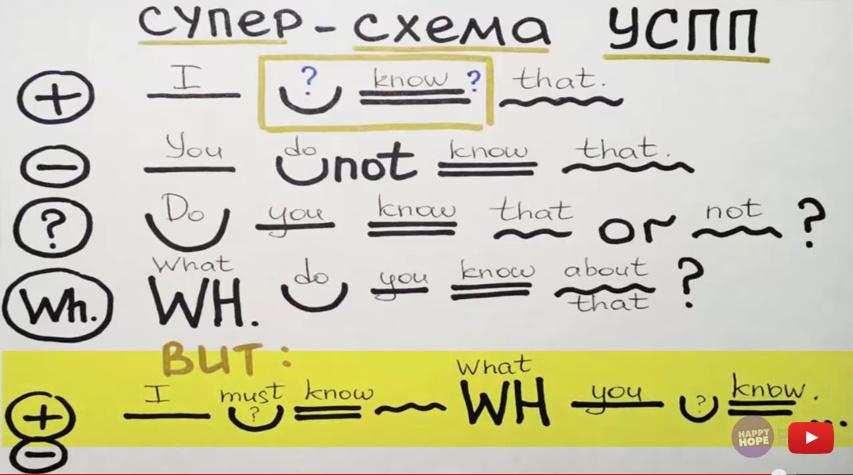 СУПЕР - СХЕМА УСПП
+ I ? know ? that.
− You do not know that.
? Do you know that or not ?
Wh. What WH. do you know about that ?
BUT:
+ − I must ? know What WH you ? know. ...
HAPPY HOPE